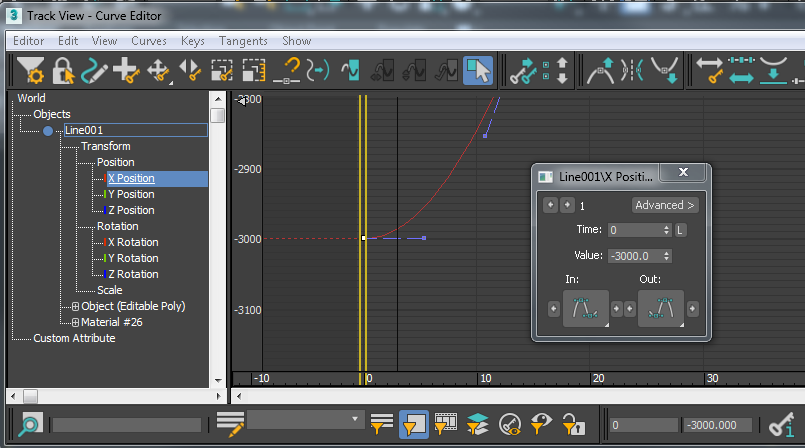 3 Track View - Curve Editor
Editor Edit View Curves Keys Tangents Show
World
Objects
Line001
Transform
Position
X Position
Y Position
Z Position
Rotation
X Rotation
Y Rotation
Z Rotation
Scale
Object (Editable Poly)
Material #26
Custom Attribute
-2900
-3000
-3100
-10 0 10 20 30
Line001\X Positi...
1 Advanced >
Time: 0 L
Value: -3000.0
In: Out:
0 -3000.000